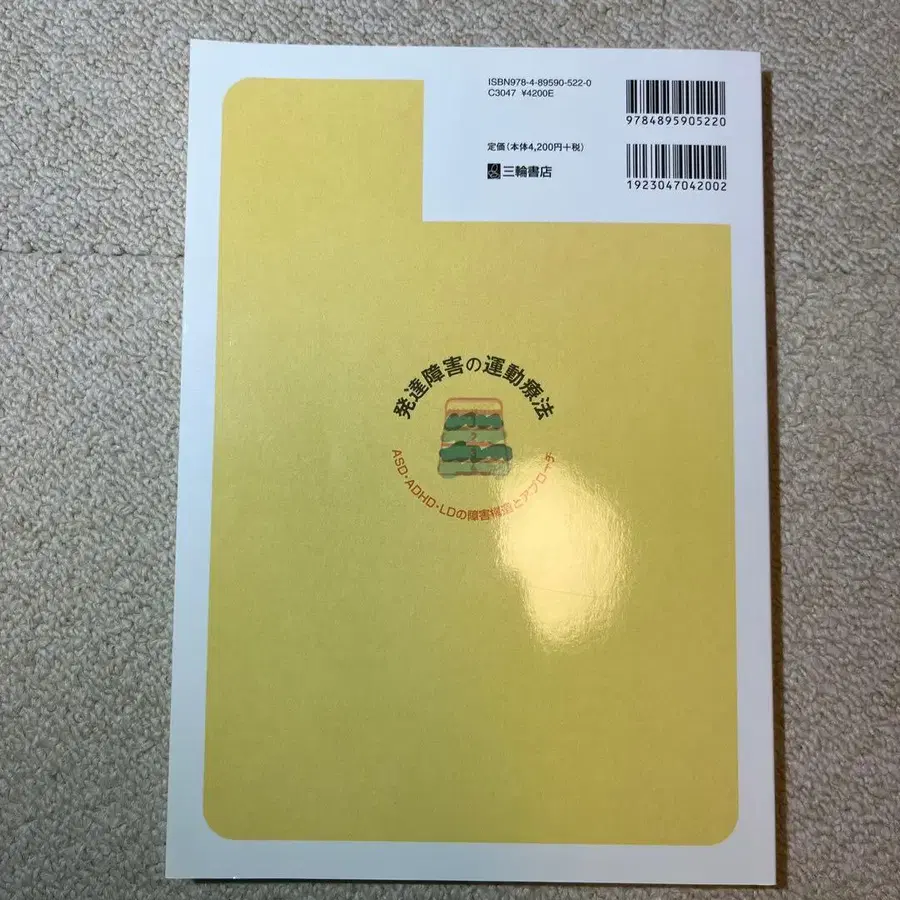 ISBN978-4-89590-522-0
C3047 ¥4200E
9784895905220
定価(本体4,200円+税)
三輪書店
1923047042002
発達障害の運動療法
ASD・ADHD・LDの障害構造とアプローチ